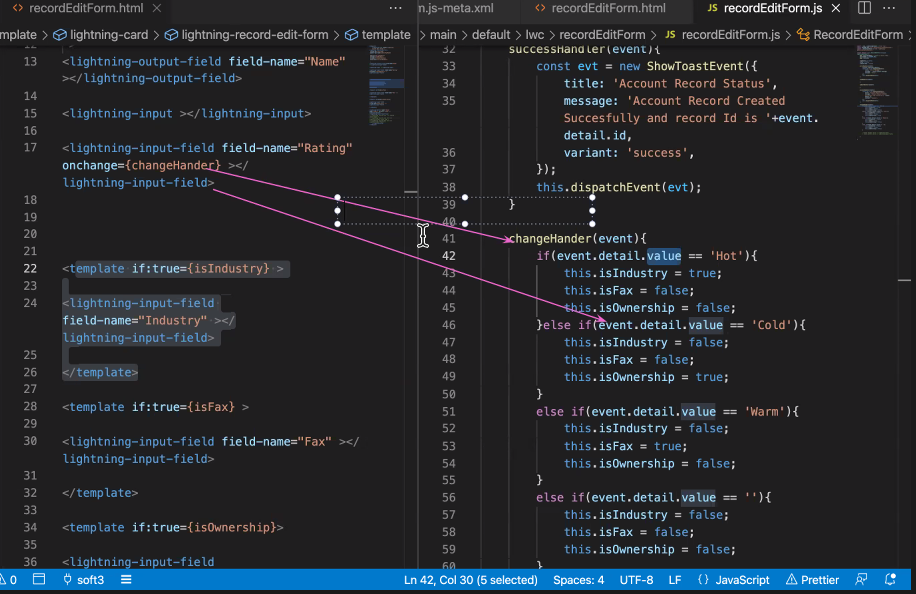 recordEditForm.html
n.js-meta.xml
recordEditForm.html
JS recordEditForm.js
mplate > lightning-card > lightning-record-edit-form > template
> main > default > lwc > recordEditForm > JS recordEditForm.js > RecordEditForm
13 <lightning-output-field field-name="Name"
></lightning-output-field>
14
15 <lightning-input ></lightning-input>
16
17 <lightning-input-field field-name="Rating"
onchange={changeHander} ></
lightning-input-field>
18
19
20
21
22 <template if:true={isIndustry} >
23
24 <lightning-input-field
field-name="Industry" ></
lightning-input-field>
25
26 </template>
27
28 <template if:true={isFax} >
29
30 <lightning-input-field field-name="Fax" ></
lightning-input-field>
31
32 </template>
33
34 <template if:true={isOwnership}>
35
36 <lightning-input-field
32 successHandler(event){
33 const evt = new ShowToastEvent({
34 title: 'Account Record Status',
35 message: 'Account Record Created
Succesfully and record Id is '+event.
detail.id,
36 variant: 'success',
37 });
38 this.dispatchEvent(evt);
39 }
40
41 changeHander(event){
42 if(event.detail.value == 'Hot'){
43 this.isIndustry = true;
44 this.isFax = false;
45 this.isOwnership = false;
46 }else if(event.detail.value == 'Cold'){
47 this.isIndustry = false;
48 this.isFax = false;
49 this.isOwnership = true;
50 }
51 else if(event.detail.value == 'Warm'){
52 this.isIndustry = false;
53 this.isFax = true;
54 this.isOwnership = false;
55 }
56 else if(event.detail.value == ''){
57 this.isIndustry = false;
58 this.isFax = false;
59 this.isOwnership = false;
60 }
0 soft3 Ln 42, Col 30 (5 selected) Spaces: 4 UTF-8 LF {} JavaScript Prettier